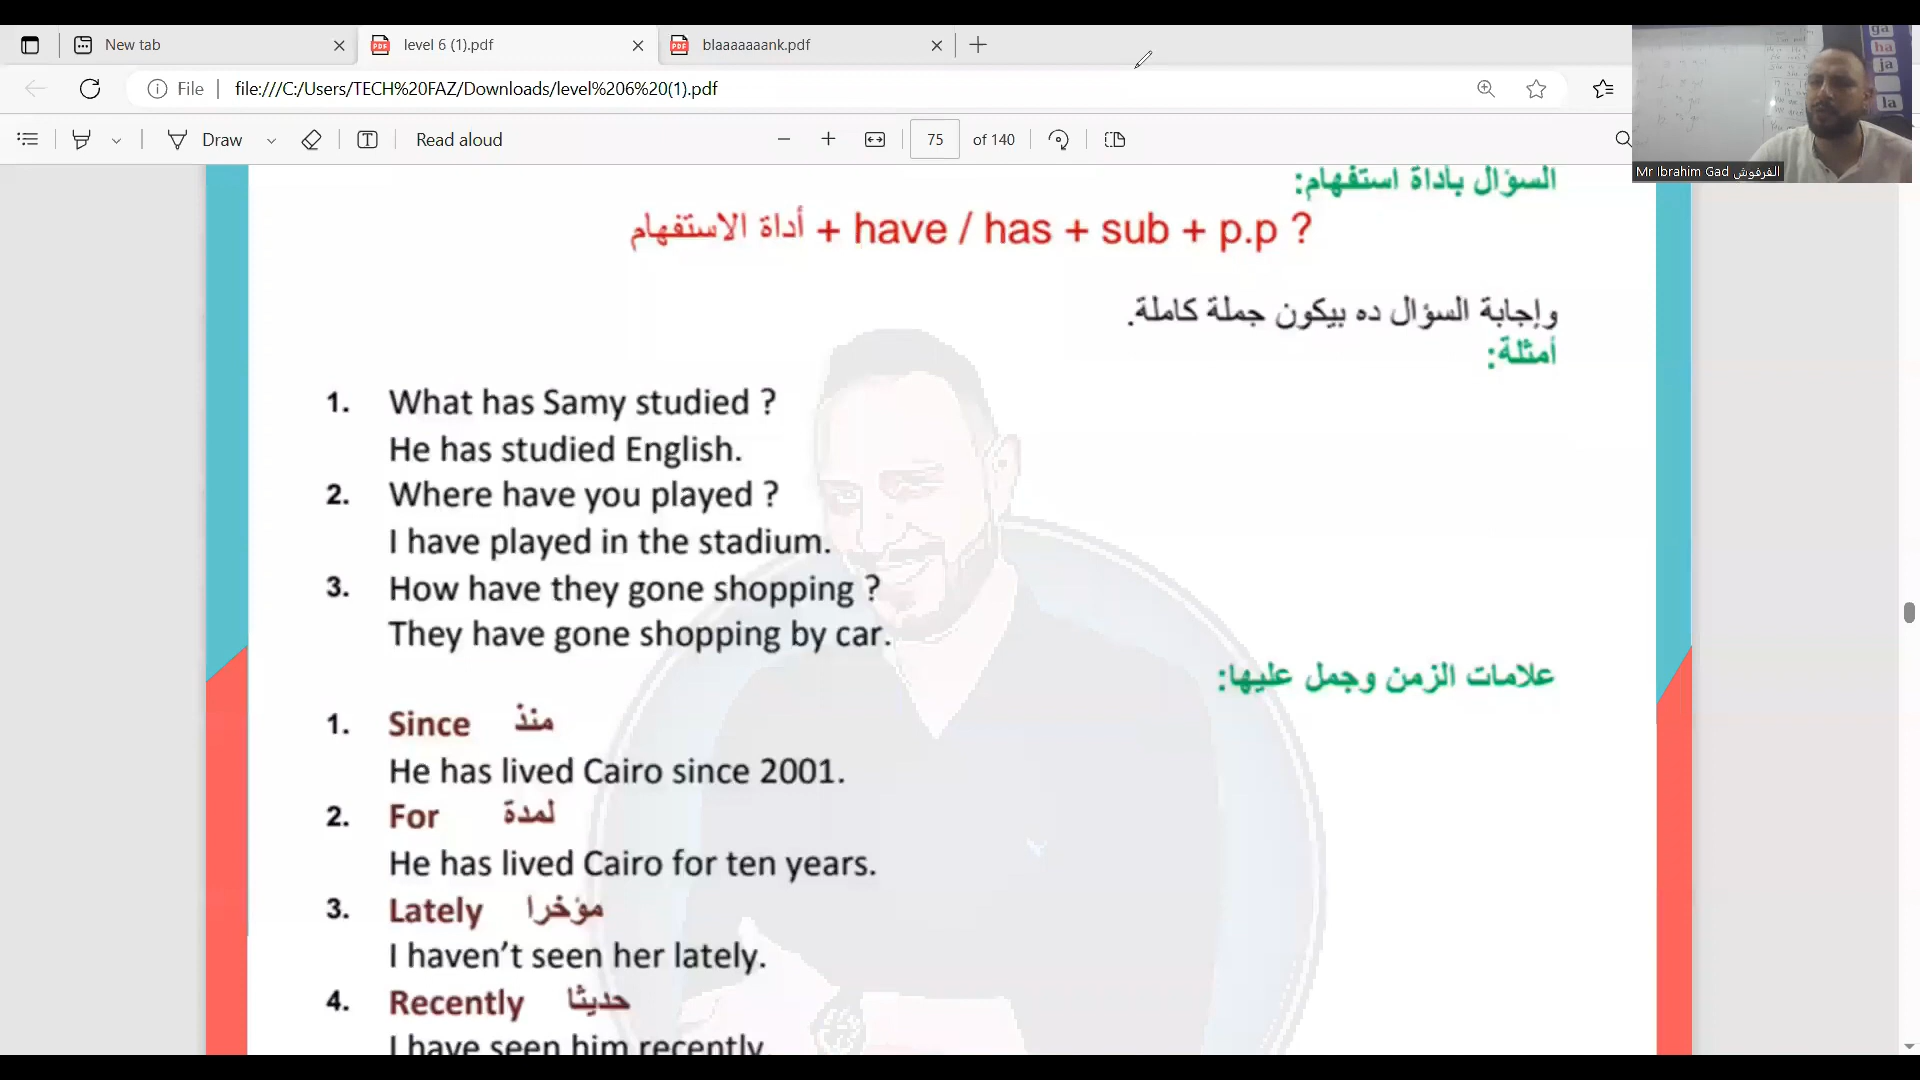 New tab
level 6 (1).pdf
blaaaaaaank.pdf
File
file:///C:/Users/TECH%20FAZ/Downloads/level%206%20(1).pdf
Draw
Read aloud
75
of 140
ga
ha
ja
la
Mr Ibrahim Gad الفرفوش
السؤال بأداة استفهام:
أداة الاستفهام + have / has + sub + p.p ?
وإجابة السؤال ده بيكون جملة كاملة.
أمثلة:
1. What has Samy studied ?
He has studied English.
2. Where have you played ?
I have played in the stadium.
3. How have they gone shopping ?
They have gone shopping by car.
علامات الزمن وجمل عليها:
1. Since منذ
He has lived Cairo since 2001.
2. For لمدة
He has lived Cairo for ten years.
3. Lately مؤخرا
I haven’t seen her lately.
4. Recently حديثًا
I have seen him recently